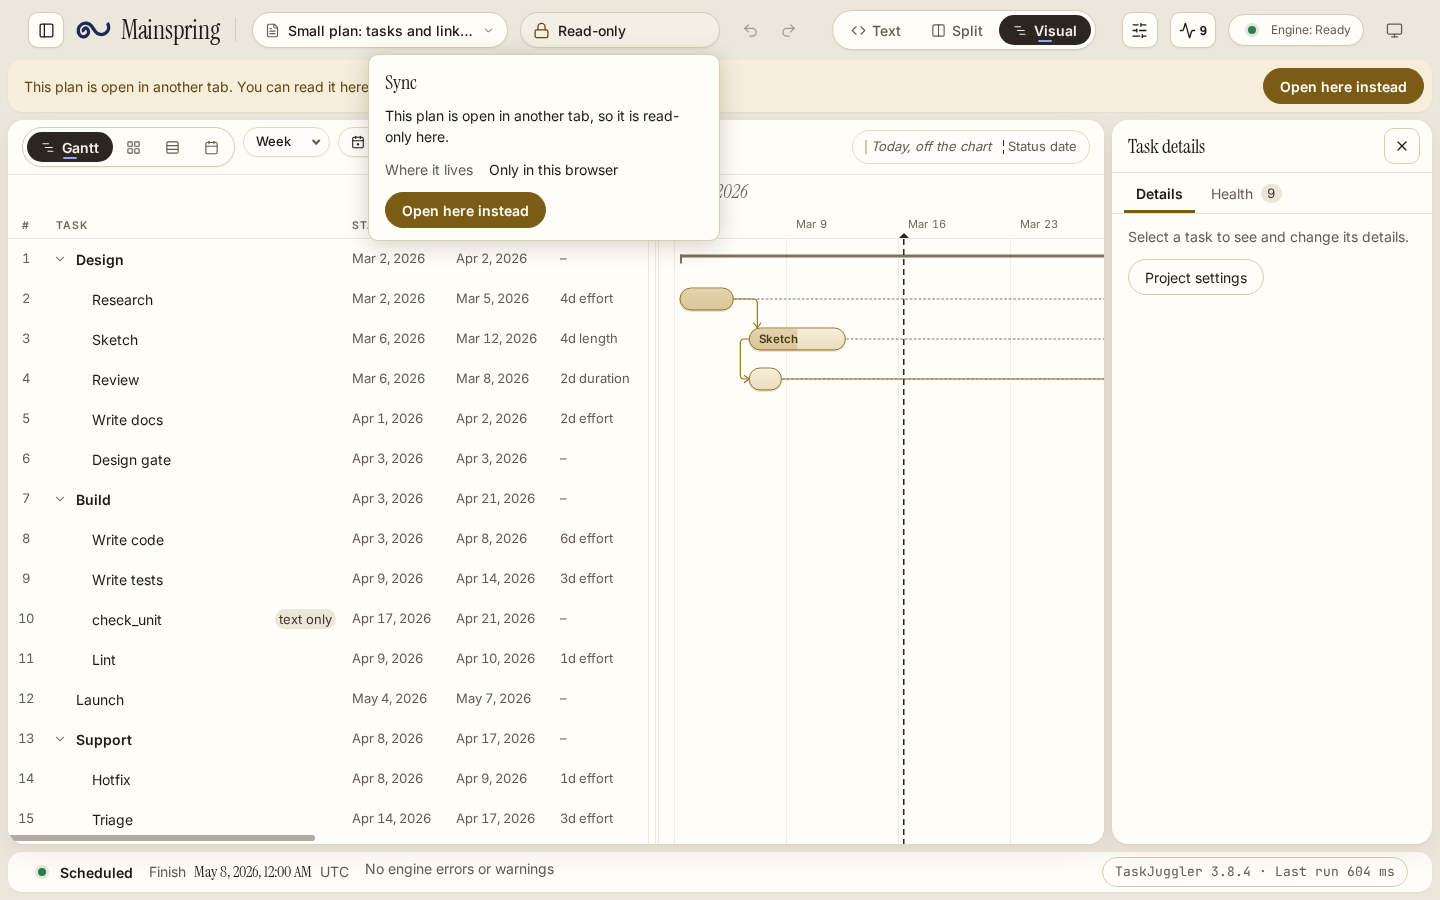 Mainspring
Small plan: tasks and link...
Read-only
Text
Split
Visual
9
Engine: Ready
This plan is open in another tab. You can read it here
Open here instead
Sync
This plan is open in another tab, so it is read-
only here.
Where it lives Only in this browser
Open here instead
Gantt
Week
Today, off the chart
Status date
2026
# TASK
Mar 9 Mar 16 Mar 23
1 Design Mar 2, 2026 Apr 2, 2026 –
2 Research Mar 2, 2026 Mar 5, 2026 4d effort
3 Sketch Mar 6, 2026 Mar 12, 2026 4d length
Sketch
4 Review Mar 6, 2026 Mar 8, 2026 2d duration
5 Write docs Apr 1, 2026 Apr 3, 2026 2d effort
6 Design gate Apr 3, 2026 Apr 3, 2026 –
7 Build Apr 3, 2026 Apr 21, 2026 –
8 Write code Apr 3, 2026 Apr 8, 2026 6d effort
9 Write tests Apr 9, 2026 Apr 14, 2026 3d effort
10 check_unit text only Apr 17, 2026 Apr 21, 2026 –
11 Lint Apr 9, 2026 Apr 10, 2026 1d effort
12 Launch May 4, 2026 May 7, 2026 –
13 Support Apr 8, 2026 Apr 17, 2026 –
14 Hotfix Apr 8, 2026 Apr 9, 2026 1d effort
15 Triage Apr 14, 2026 Apr 17, 2026 3d effort
Task details
Details
Health 9
Select a task to see and change its details.
Project settings
Scheduled
Finish May 8, 2026, 12:00 AM UTC
No engine errors or warnings
TaskJuggler 3.8.4 · Last run 604 ms